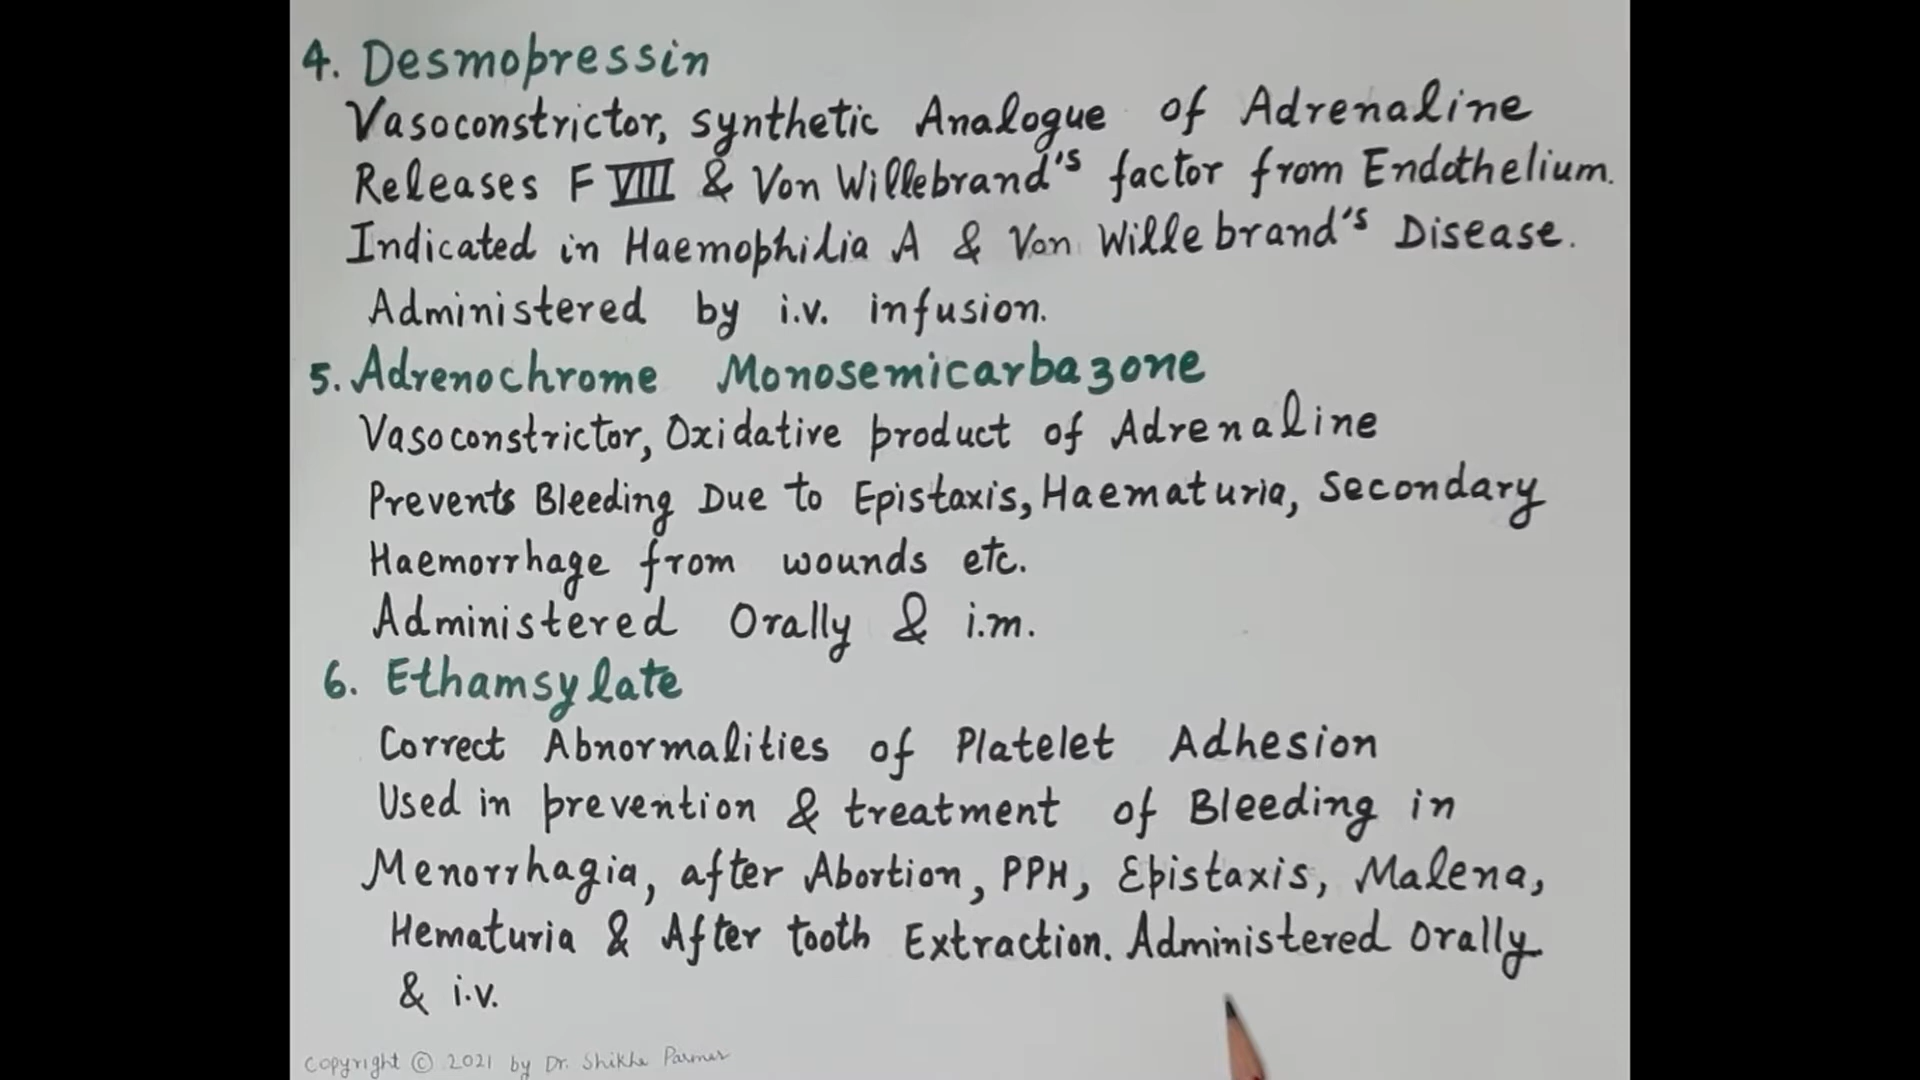 4. Desmopressin
Vasoconstrictor, synthetic Analogue of Adrenaline
Releases F VIII & Von Willebrand's factor from Endothelium.
Indicated in Haemophilia A & Von Willebrand's Disease.
Administered by i.v. infusion.
5. Adrenochrome Monosemicarbazone
Vasoconstrictor, Oxidative product of Adrenaline
Prevents Bleeding Due to Epistaxis, Haematuria, Secondary
Haemorrhage from wounds etc.
Administered Orally & i.m.
6. Ethamsylate
Correct Abnormalities of Platelet Adhesion
Used in prevention & treatment of Bleeding in
Menorrhagia, after Abortion, PPH, Epistaxis, Malena,
Hematuria & After tooth Extraction. Administered Orally
& i.v.
Copyright © 2021 by Dr. Shikha Parmar